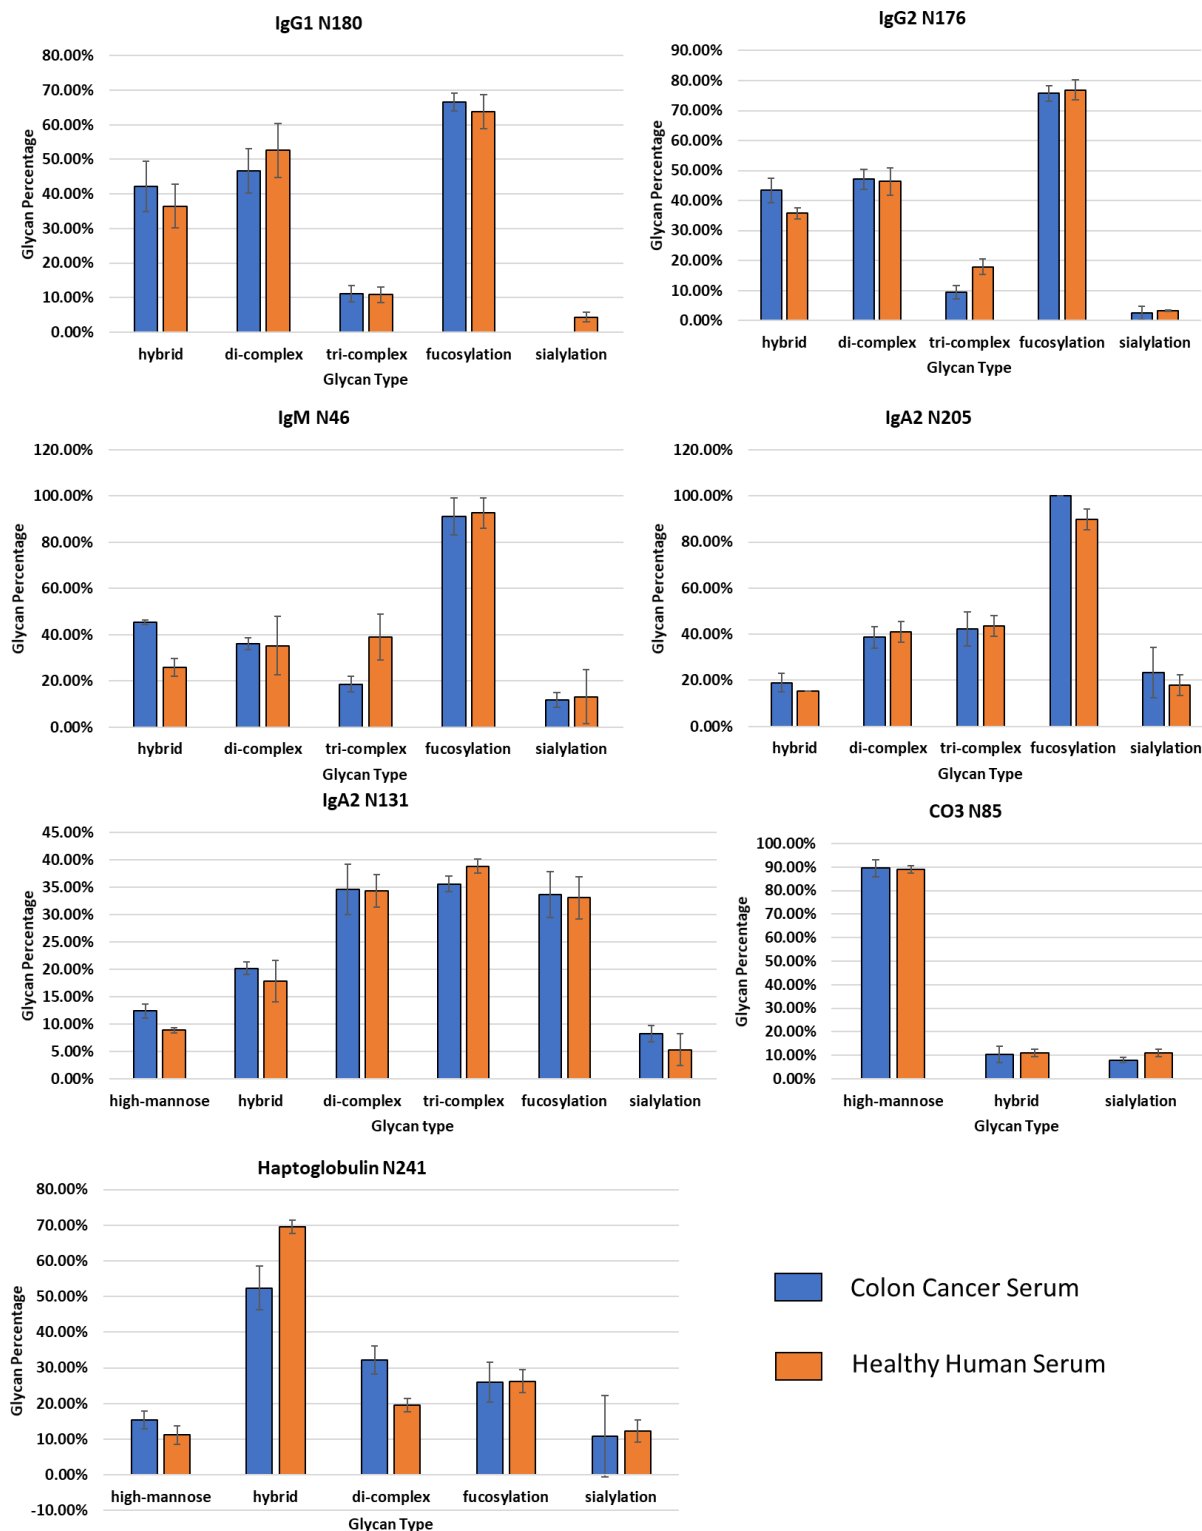 IgG1 N180
80.00%
70.00%
60.00%
50.00%
40.00%
30.00%
20.00%
10.00%
0.00%
Glycan Percentage
hybrid di-complex tri-complex fucosylation sialylation
Glycan Type
IgG2 N176
90.00%
80.00%
70.00%
60.00%
50.00%
40.00%
30.00%
20.00%
10.00%
0.00%
Glycan Percentage
hybrid di-complex tri-complex fucosylation sialylation
Glycan Type
IgM N46
120.00%
100.00%
80.00%
60.00%
40.00%
20.00%
0.00%
Glycan Percentage
hybrid di-complex tri-complex fucosylation sialylation
Glycan Type
IgA2 N205
120.00%
100.00%
80.00%
60.00%
40.00%
20.00%
0.00%
Glycan Percentage
hybrid di-complex tri-complex fucosylation sialylation
Glycan Type
IgA2 N131
45.00%
40.00%
35.00%
30.00%
25.00%
20.00%
15.00%
10.00%
5.00%
0.00%
Glycan Percentage
high-mannose hybrid di-complex tri-complex fucosylation sialylation
Glycan type
CO3 N85
100.00%
90.00%
80.00%
70.00%
60.00%
50.00%
40.00%
30.00%
20.00%
10.00%
0.00%
Glycan Percentage
high-mannose hybrid sialylation
Glycan Type
Haptoglobulin N241
80.00%
70.00%
60.00%
50.00%
40.00%
30.00%
20.00%
10.00%
0.00%
-10.00%
Glycan Percentage
high-mannose hybrid di-complex fucosylation sialylation
Glycan Type
Colon Cancer Serum
Healthy Human Serum